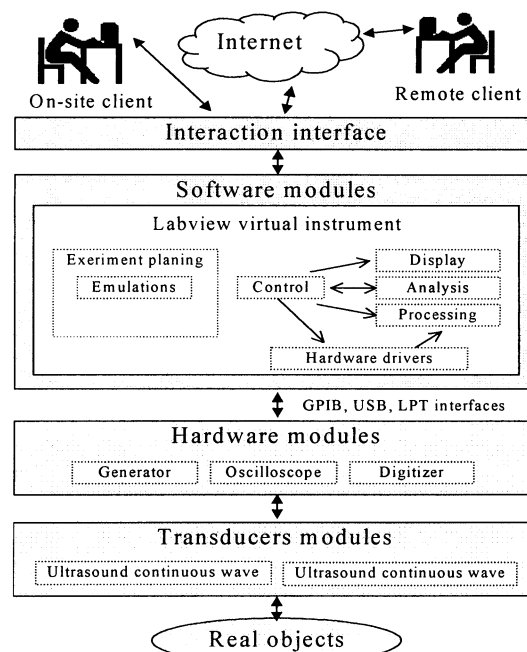 Internet
On-site client
Remote client
Interaction interface
Software modules
Labview virtual instrument
Exeriment planing
Emulations
Control
Display
Analysis
Processing
Hardware drivers
GPIB, USB, LPT interfaces
Hardware modules
Generator
Oscilloscope
Digitizer
Transducers modules
Ultrasound continuous wave
Ultrasound continuous wave
Real objects